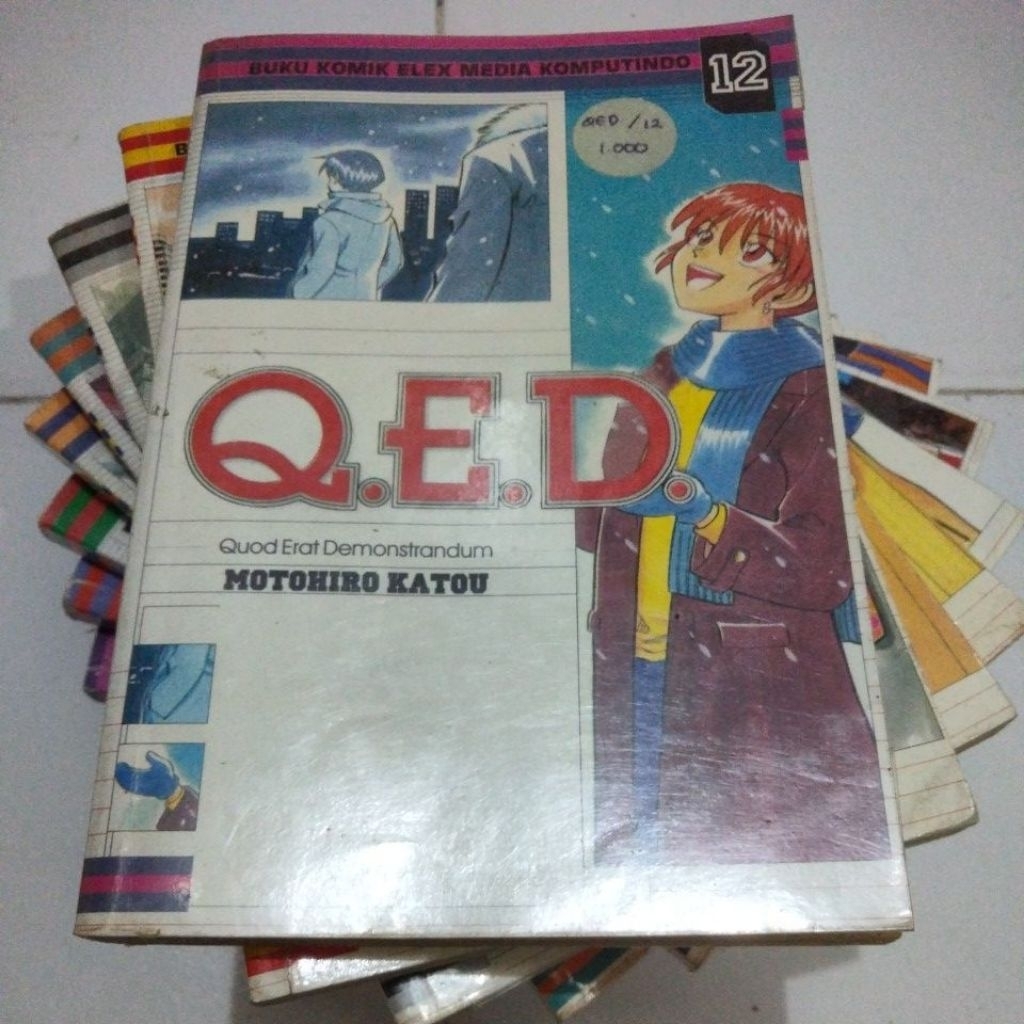 BUKU KOMIK ELEX MEDIA KOMPUTINDO
12
QED / 12
1.000
Q.E.D.
Quod Erat Demonstrandum
MOTOHIRO KATOU
B